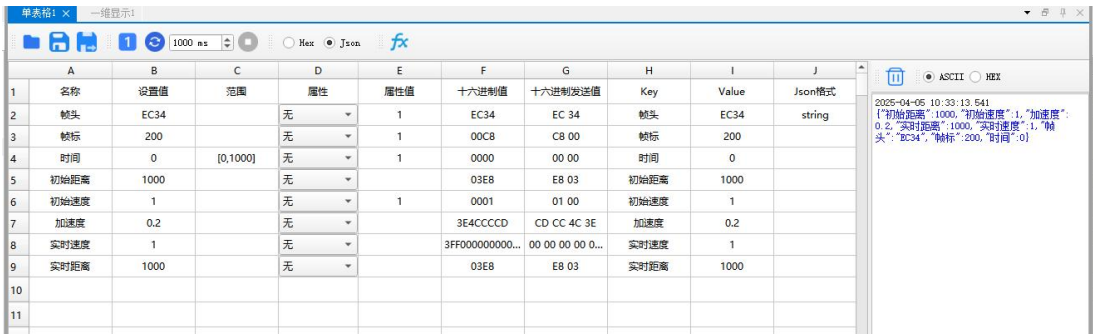 单表格1 ×
一维显示1
1 1000 ms Hex Json fx
A B C D E F G H I J
1 名称 设置值 范围 属性 属性值 十六进制值 十六进制发送值 Key Value Json格式
2 帧头 EC34 无 1 EC34 EC 34 帧头 EC34 string
3 帧标 200 无 1 00C8 C8 00 帧标 200
4 时间 0 [0,1000] 无 1 0000 00 00 时间 0
5 初始距离 1000 无 03E8 E8 03 初始距离 1000
6 初始速度 1 无 1 0001 01 00 初始速度 1
7 加速度 0.2 无 3E4CCCCD CD CC 4C 3E 加速度 0.2
8 实时速度 1 无 3FF000000000... 00 00 00 00 0... 实时速度 1
9 实时距离 1000 无 03E8 E8 03 实时距离 1000
10
11
ASCII HEX
2025-04-05 10:33:13.541
{"初始距离":1000,"初始速度":1,"加速度":
0.2,"实时距离":1000,"实时速度":1,"帧
头":"EC34","帧标":200,"时间":0}